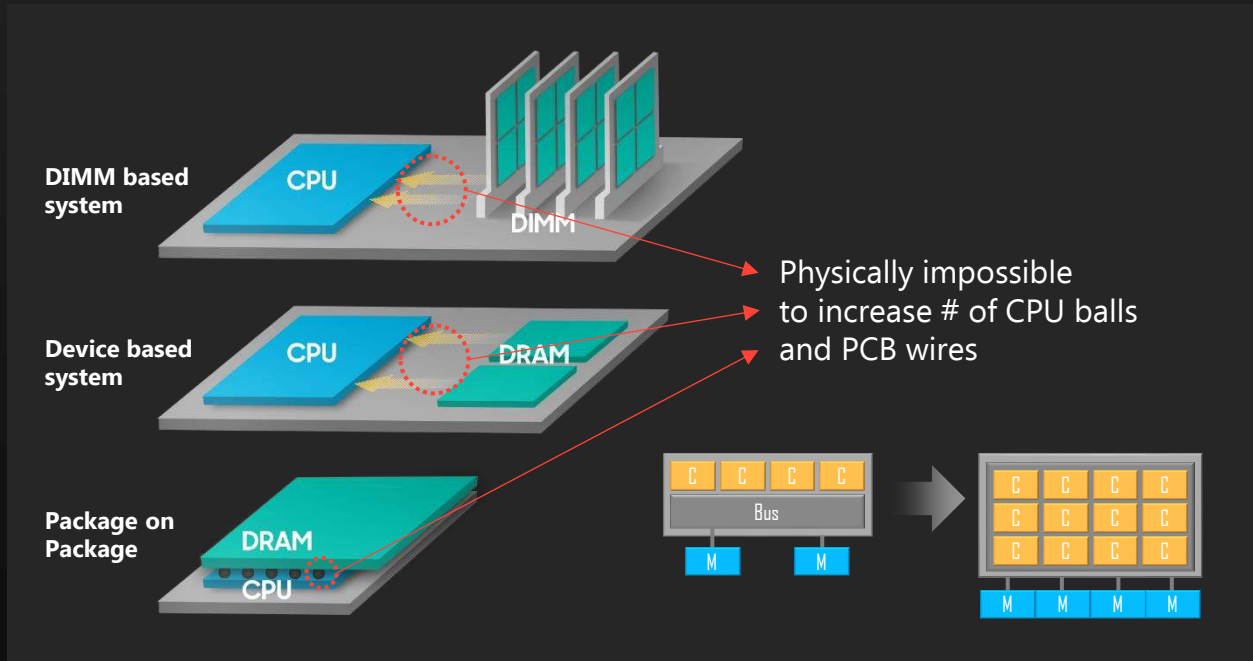 DIMM based
system
CPU
DIMM
Physically impossible
to increase # of CPU balls
and PCB wires
Device based
system
CPU
DRAM
Package on
Package
DRAM
CPU
C C C C
Bus
M M
C C C C
C C C C
C C C C
M M M M